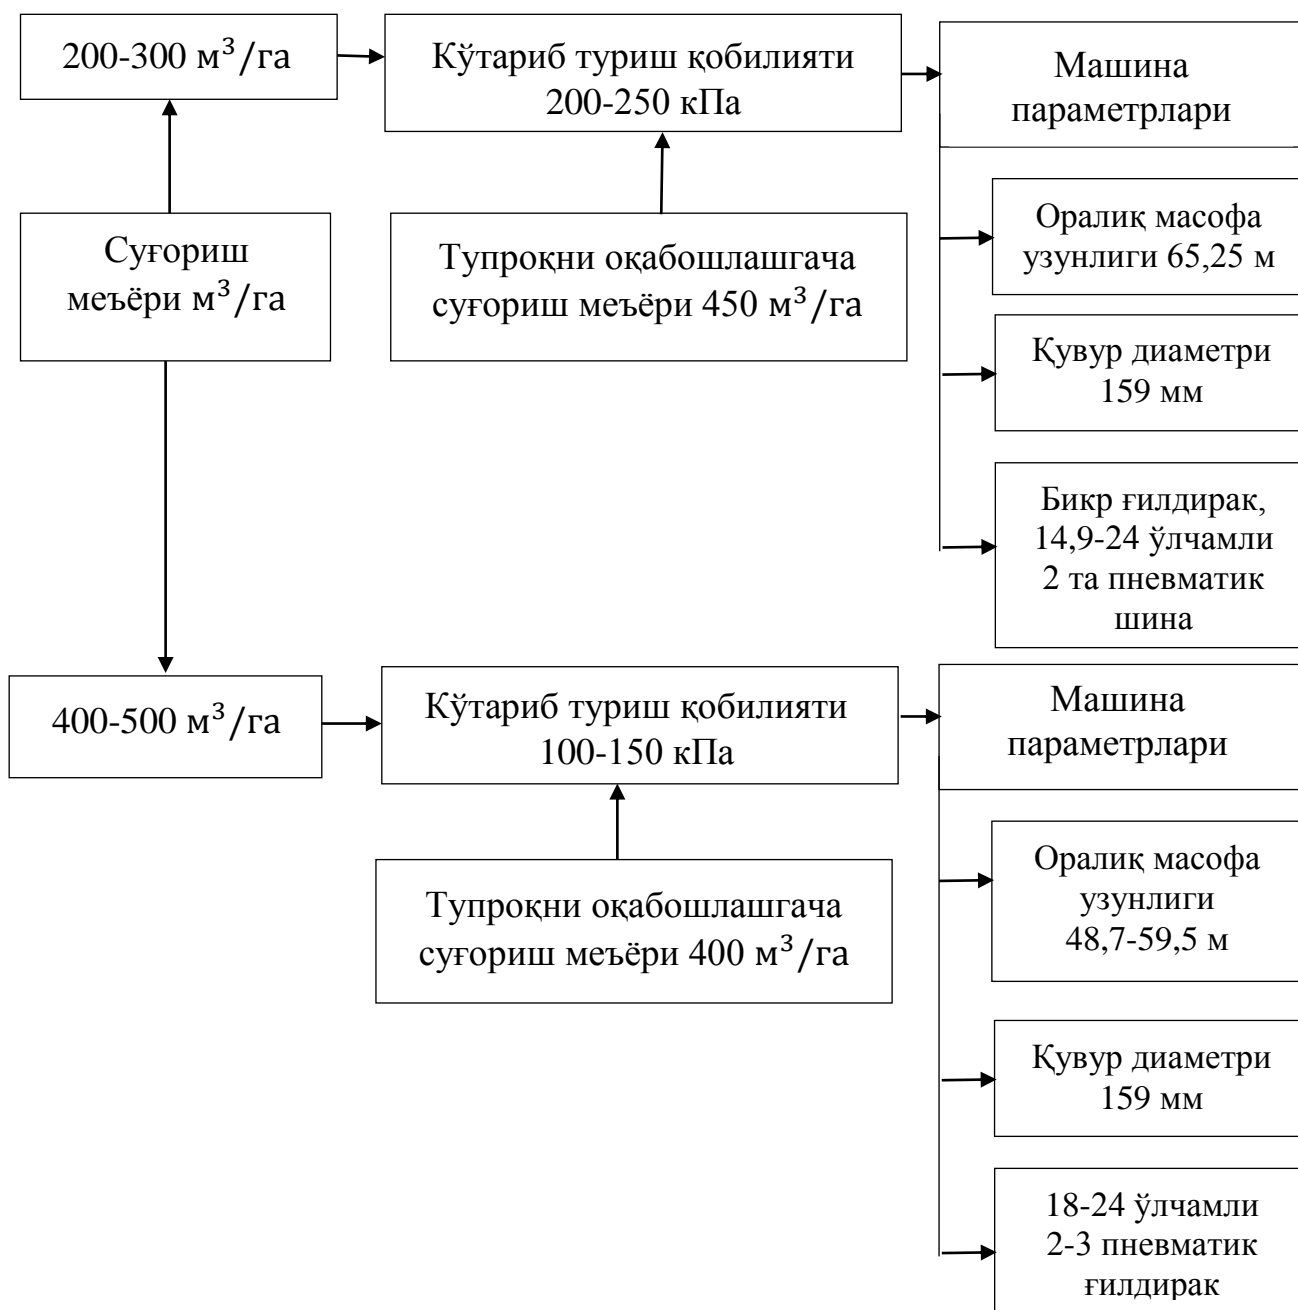 200-300 м³/га
Кўтариб туриш қобилияти
200-250 кПа
Машина
параметрлари
Суғориш
меъёри м³/га
Тупроқни оқабошлашгача
суғориш меъёри 450 м³/га
Оралиқ масофа
узунлиги 65,25 м
Қувур диаметри
159 мм
Бикр ғилдирак,
14,9-24 ўлчамли
2 та пневматик
шина
400-500 м³/га
Кўтариб туриш қобилияти
100-150 кПа
Машина
параметрлари
Тупроқни оқабошлашгача
суғориш меъёри 400 м³/га
Оралиқ масофа
узунлиги
48,7-59,5 м
Қувур диаметри
159 мм
18-24 ўлчамли
2-3 пневматик
ғилдирак